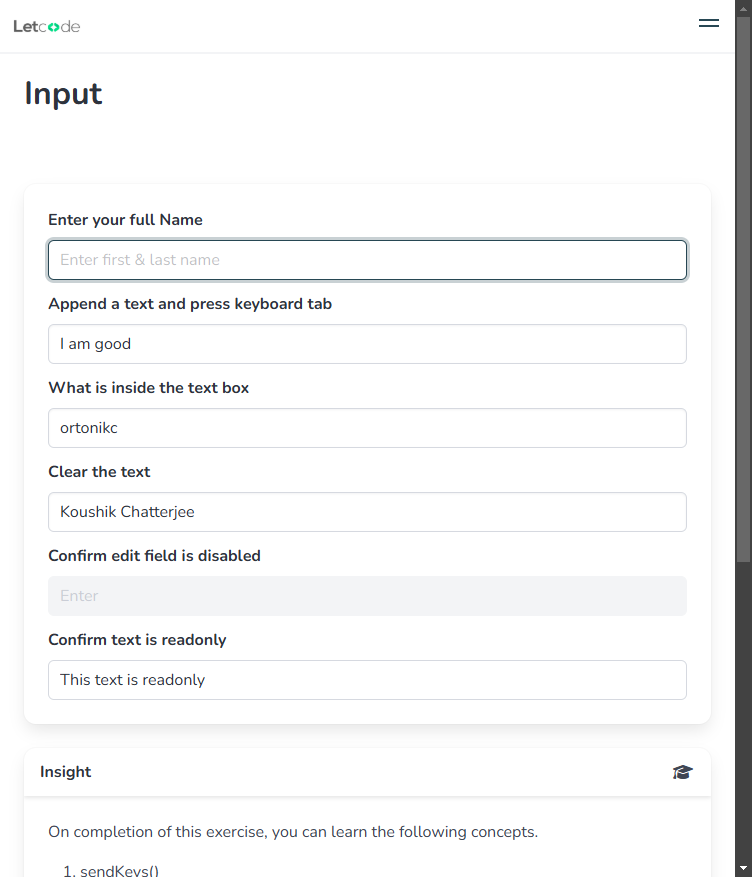 Letcode
Input
Enter your full Name
Enter first & last name
Append a text and press keyboard tab
I am good
What is inside the text box
ortonikc
Clear the text
Koushik Chatterjee
Confirm edit field is disabled
Enter
Confirm text is readonly
This text is readonly
Insight
On completion of this exercise, you can learn the following concepts.
1. sendKeys()